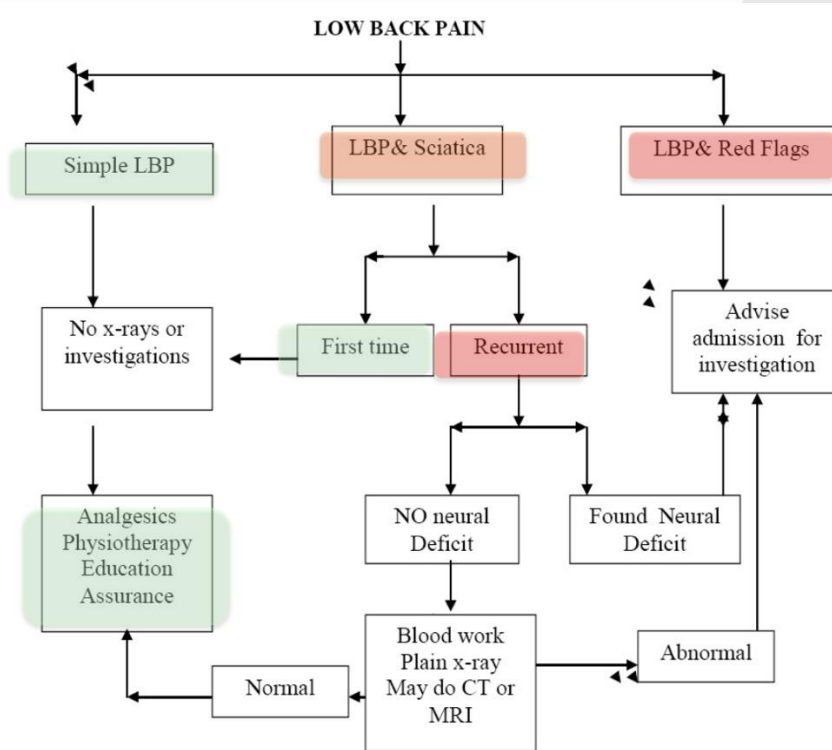 LOW BACK PAIN
Simple LBP
LBP& Sciatica
LBP& Red Flags
No x-rays or
investigations
First time
Recurrent
Advise
admission for
investigation
Analgesics
Physiotherapy
Education
Assurance
NO neural
Deficit
Found Neural
Deficit
Blood work
Plain x-ray
May do CT or
MRI
Normal
Abnormal